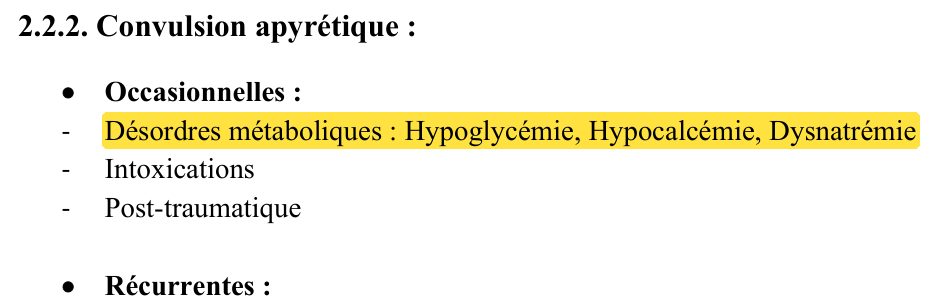 2.2.2. Convulsion apyrétique :
• Occasionnelles :
- Désordres métaboliques : Hypoglycémie, Hypocalcémie, Dysnatrémie
- Intoxications
- Post-traumatique
• Récurrentes :